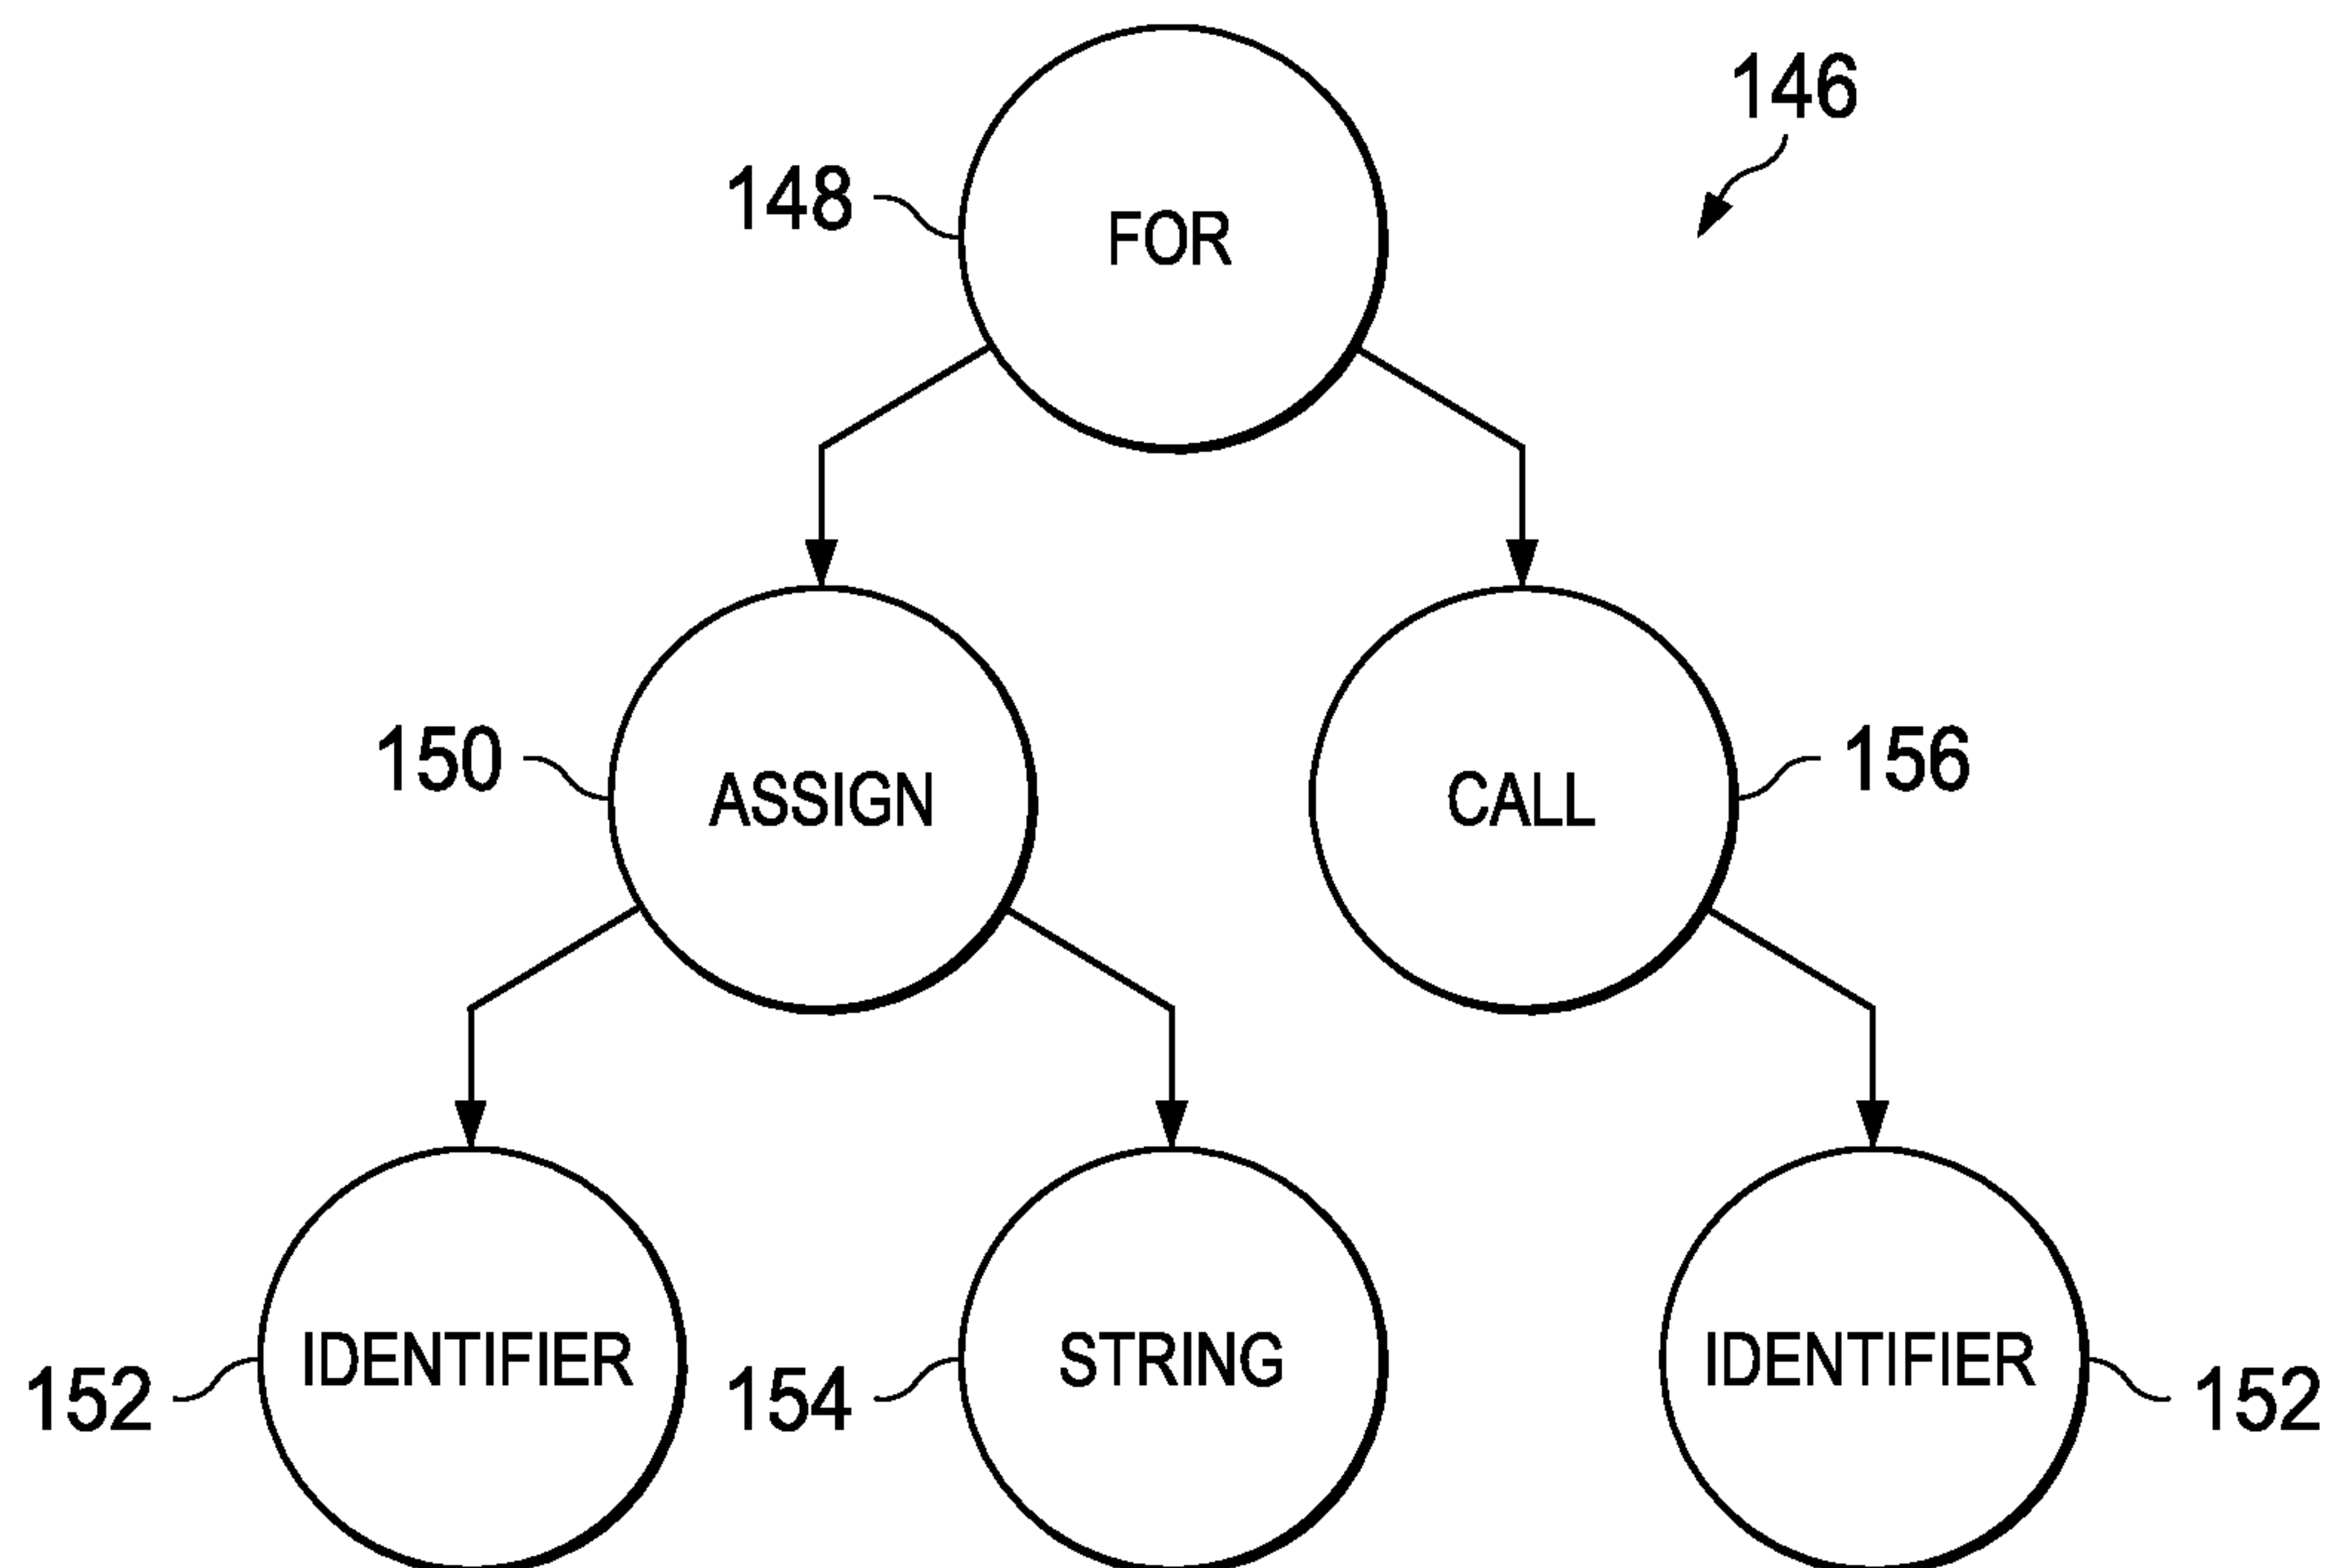 146
148
FOR
150
ASSIGN
CALL
156
152
IDENTIFIER
154
STRING
IDENTIFIER
152